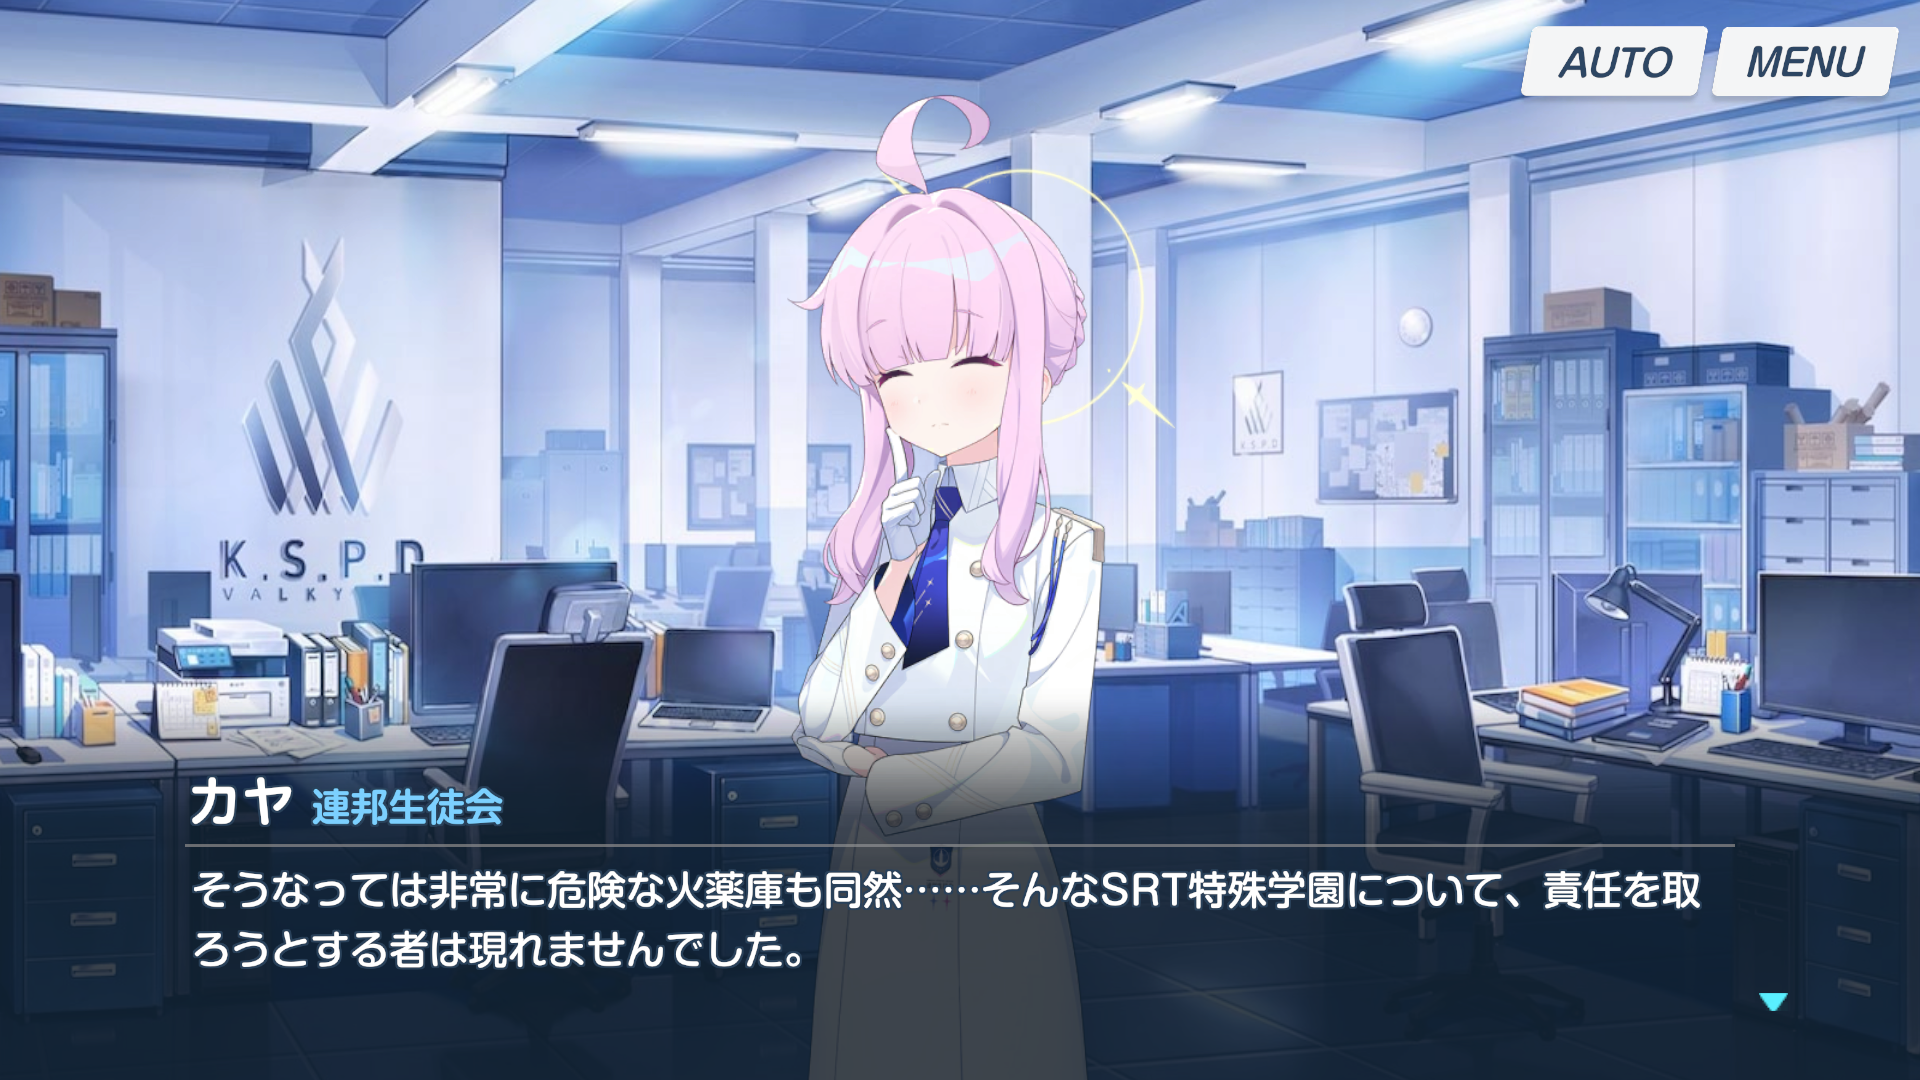 AUTO
MENU
K.S.P.D
VALKY
K.S.P.D
カヤ 連邦生徒会
そうなっては非常に危険な火薬庫も同然……そんなSRT特殊学園について、責任を取
ろうとする者は現れませんでした。